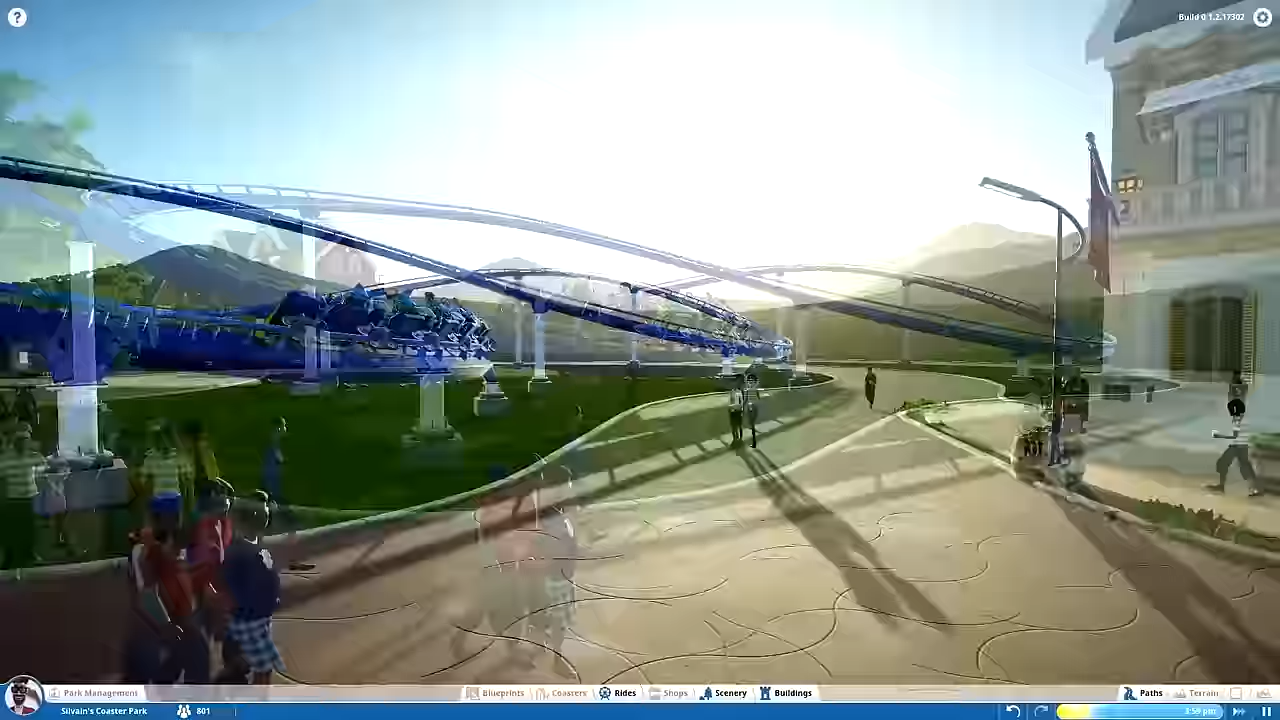 ?
Build 0.1.2.17302
Park Management
Blueprints
Coasters
Rides
Shops
Scenery
Buildings
Paths
Terrain
Silvain's Coaster Park
801
3:59 pm